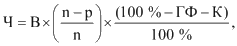 Ч = В × ( n – p / n ) × (100 % – ГФ – К) / 100 % ,